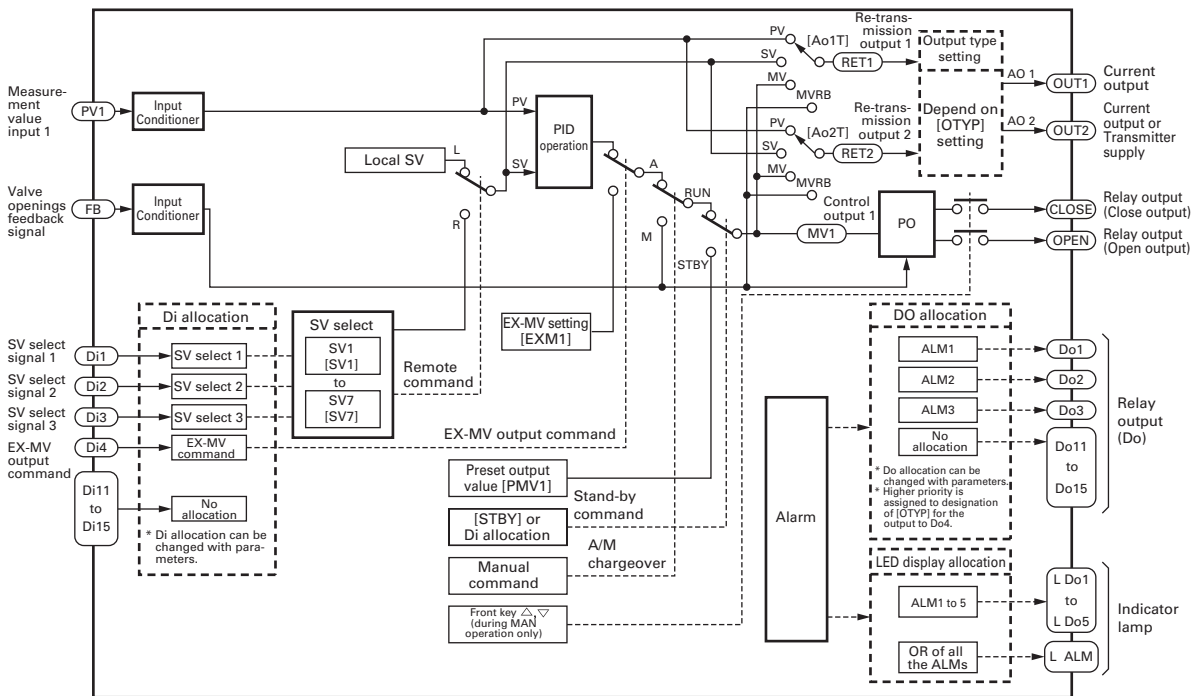 Measure-
ment
value
input 1
PV1
Input
Conditioner
Valve
openings
feedback
signal
FB
Input
Conditioner
PV
Local SV
L
SV
R
PID
operation
A
RUN
M
STBY
EX-MV setting
[EXM1]
PV
[Ao1T]
SV
MV
MVRB
Re-trans-
mission
output 1
RET1
PV
[Ao2T]
SV
MV
MVRB
Re-trans-
mission
output 2
RET2
Output type
setting
Depend on
[OTYP]
setting
AO 1
OUT1
Current
output
AO 2
OUT2
Current
output or
Transmitter
supply
Control
output 1
MV1
PO
CLOSE
Relay output
(Close output)
OPEN
Relay output
(Open output)
SV select
signal 1
Di1
SV select
signal 2
Di2
SV select
signal 3
Di3
EX-MV
output
command
Di4
Di11
to
Di15
Di allocation
SV select 1
SV select 2
SV select 3
EX-MV
command
No
allocation
* Di allocation can be
changed with para-
meters.
SV select
SV1
[SV1]
to
SV7
[SV7]
Remote
command
EX-MV output command
Preset output
value [PMV1]
Stand-by
command
[STBY] or
Di allocation
A/M
chargeover
Manual
command
Front key △,▽
(during MAN
operation only)
Alarm
DO allocation
ALM1
ALM2
ALM3
No
allocation
* Do allocation can be
changed with parameters.
* Higher priority is
assigned to designation
of [OTYP] for the
output to Do4.
Do1
Do2
Do3
Do11
to
Do15
Relay
output
(Do)
LED display allocation
ALM1 to 5
OR of all
the ALMs
L Do1
to
L Do5
L ALM
Indicator
lamp